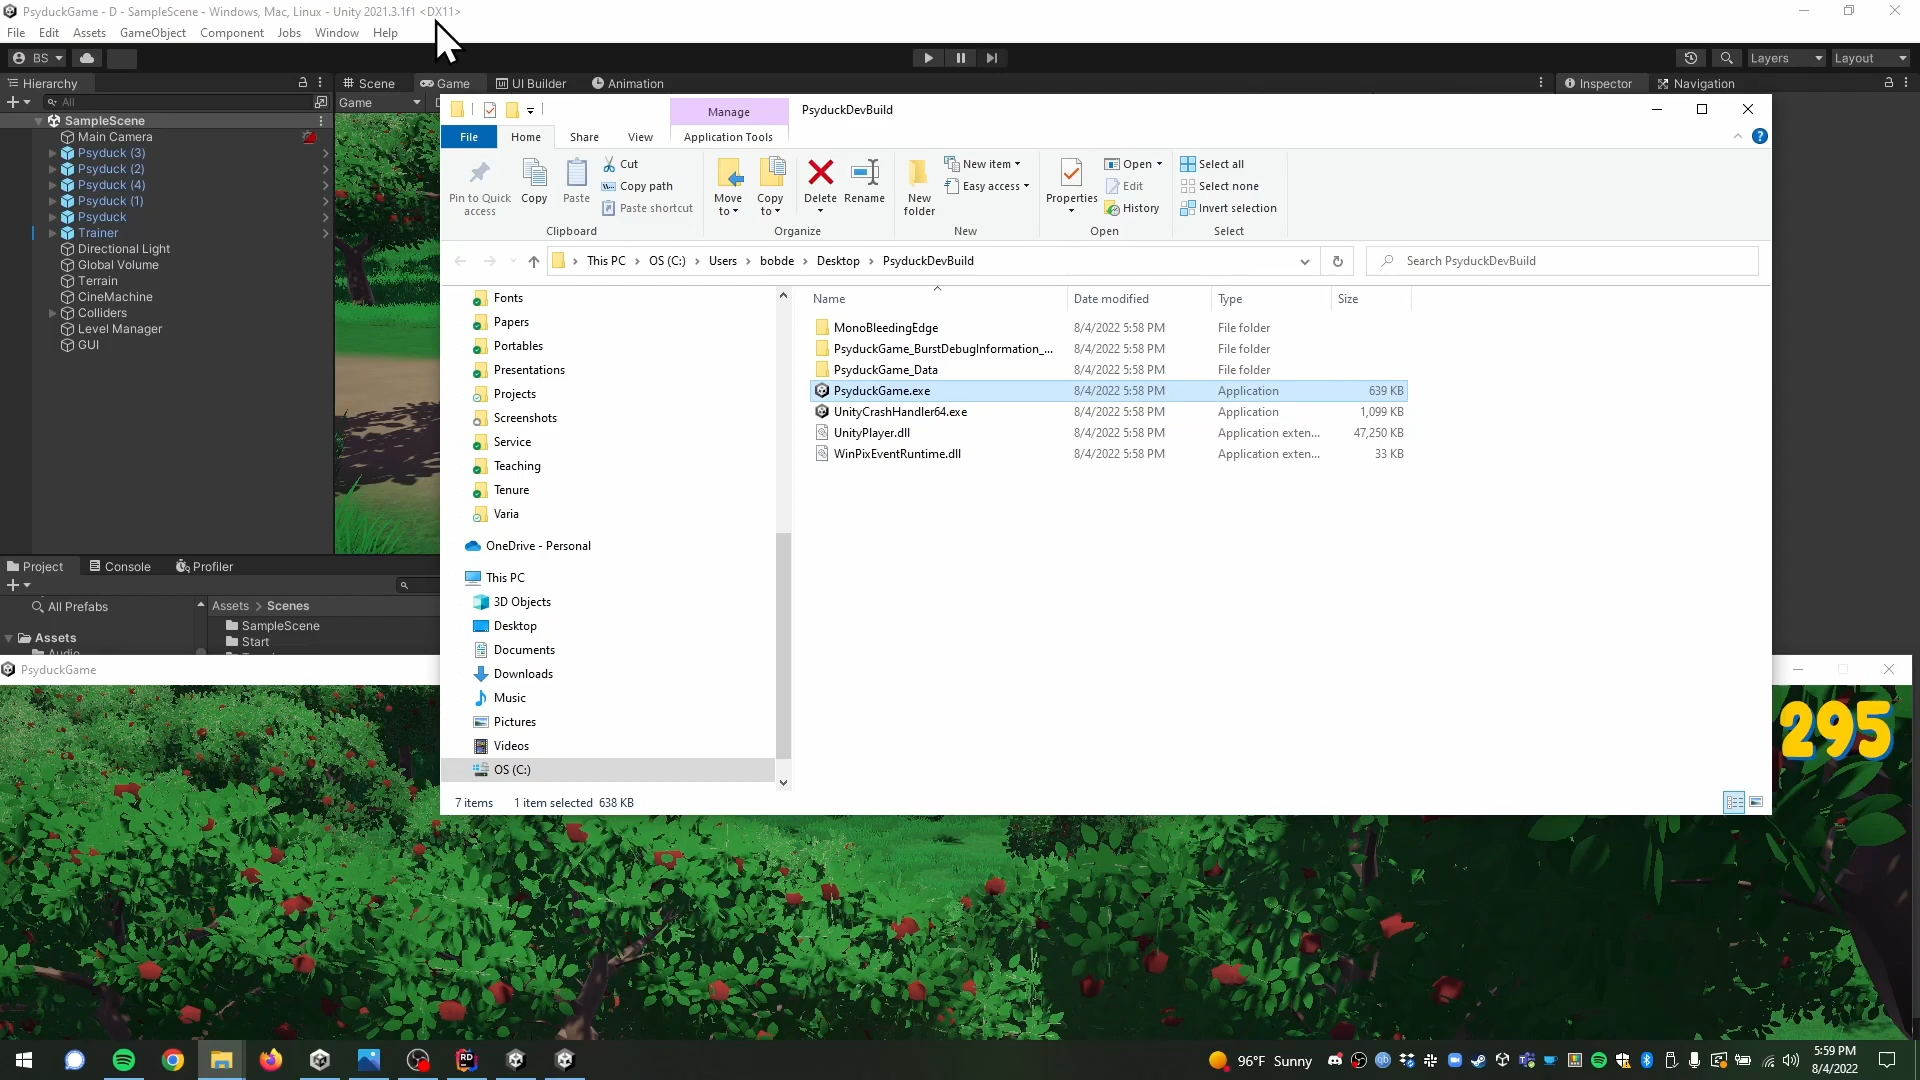 PsyduckGame - D - SampleScene - Windows, Mac, Linux - Unity 2021.3.1f1 <DX11>
File Edit Assets GameObject Component Jobs Window Help
BS Layers Layout
Hierarchy Scene Game UI Builder Animation Inspector Navigation
All Game
SampleScene
Main Camera
Psyduck (3)
Psyduck (2)
Psyduck (4)
Psyduck (1)
Psyduck
Trainer
Directional Light
Global Volume
Terrain
CineMachine
Colliders
Level Manager
GUI
Manage PsyduckDevBuild
File Home Share View Application Tools
Pin to Quick access
Copy
Paste
Cut
Copy path
Paste shortcut
Clipboard
Move to
Copy to
Delete
Rename
Organize
New folder
New item
Easy access
New
Properties
Open
Edit
History
Open
Select all
Select none
Invert selection
Select
This PC > OS (C:) > Users > bobde > Desktop > PsyduckDevBuild
Search PsyduckDevBuild
Fonts
Papers
Portables
Presentations
Projects
Screenshots
Service
Teaching
Tenure
Varia
OneDrive - Personal
This PC
3D Objects
Desktop
Documents
Downloads
Music
Pictures
Videos
OS (C:)
Name Date modified Type Size
MonoBleedingEdge 8/4/2022 5:58 PM File folder
PsyduckGame_BurstDebugInformation_... 8/4/2022 5:58 PM File folder
PsyduckGame_Data 8/4/2022 5:58 PM File folder
PsyduckGame.exe 8/4/2022 5:58 PM Application 639 KB
UnityCrashHandler64.exe 8/4/2022 5:58 PM Application 1,099 KB
UnityPlayer.dll 8/4/2022 5:58 PM Application exten... 47,250 KB
WinPixEventRuntime.dll 8/4/2022 5:58 PM Application exten... 33 KB
7 items 1 item selected 638 KB
Project Console Profiler
All Prefabs
Assets > Scenes
SampleScene
Assets
Start
Audio
PsyduckGame
295
96°F Sunny
5:59 PM
8/4/2022